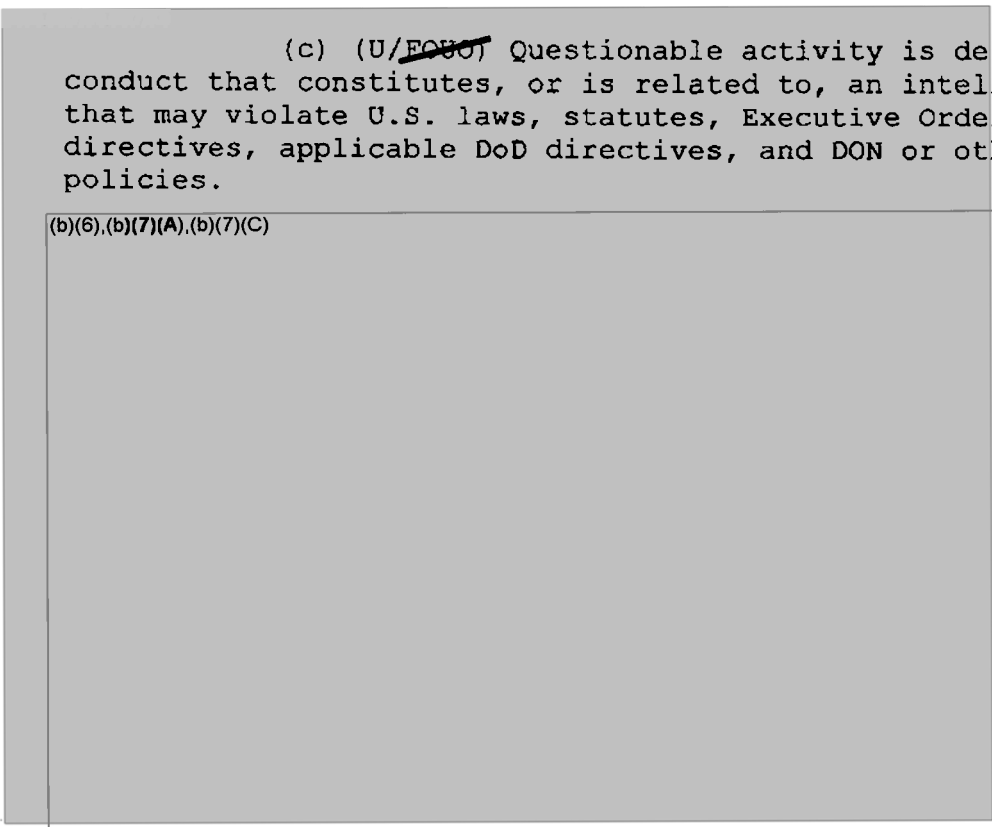 (c) (U/FOUO) Questionable activity is de
conduct that constitutes, or is related to, an intel
that may violate U.S. laws, statutes, Executive Orde
directives, applicable DoD directives, and DON or ot
policies.
(b)(6),(b)(7)(A),(b)(7)(C)